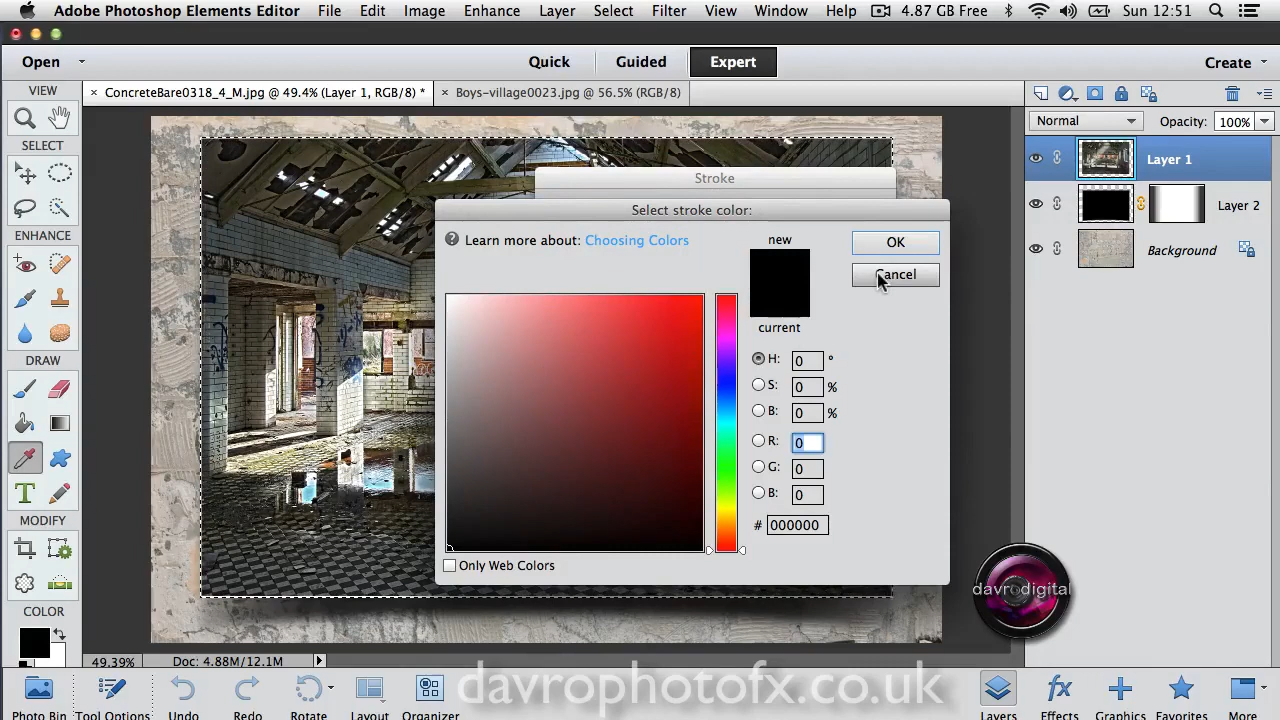 Adobe Photoshop Elements Editor File Edit Image Enhance Layer Select Filter View Window Help 4.87 GB Free Sun 12:51
Open Quick Guided Expert Create
VIEW
× ConcreteBare0318_4_M.jpg @ 49.4% (Layer 1, RGB/8) * × Boys-village0023.jpg @ 56.5% (RGB/8)
Normal Opacity: 100%
SELECT
Layer 1
Stroke
Layer 2
Select stroke color:
ENHANCE
? Learn more about: Choosing Colors
new
OK
Background
Cancel
current
DRAW
H: 0 °
S: 0 %
B: 0 %
R: 0
G: 0
B: 0
T
# 000000
MODIFY
Only Web Colors
davrodigital
COLOR
49.39% Doc: 4.88M/12.1M
davrophotofx.co.uk
fx
Photo Bin Tool Options Undo Redo Rotate Layout Organizer Layers Effects Graphics Favorites More